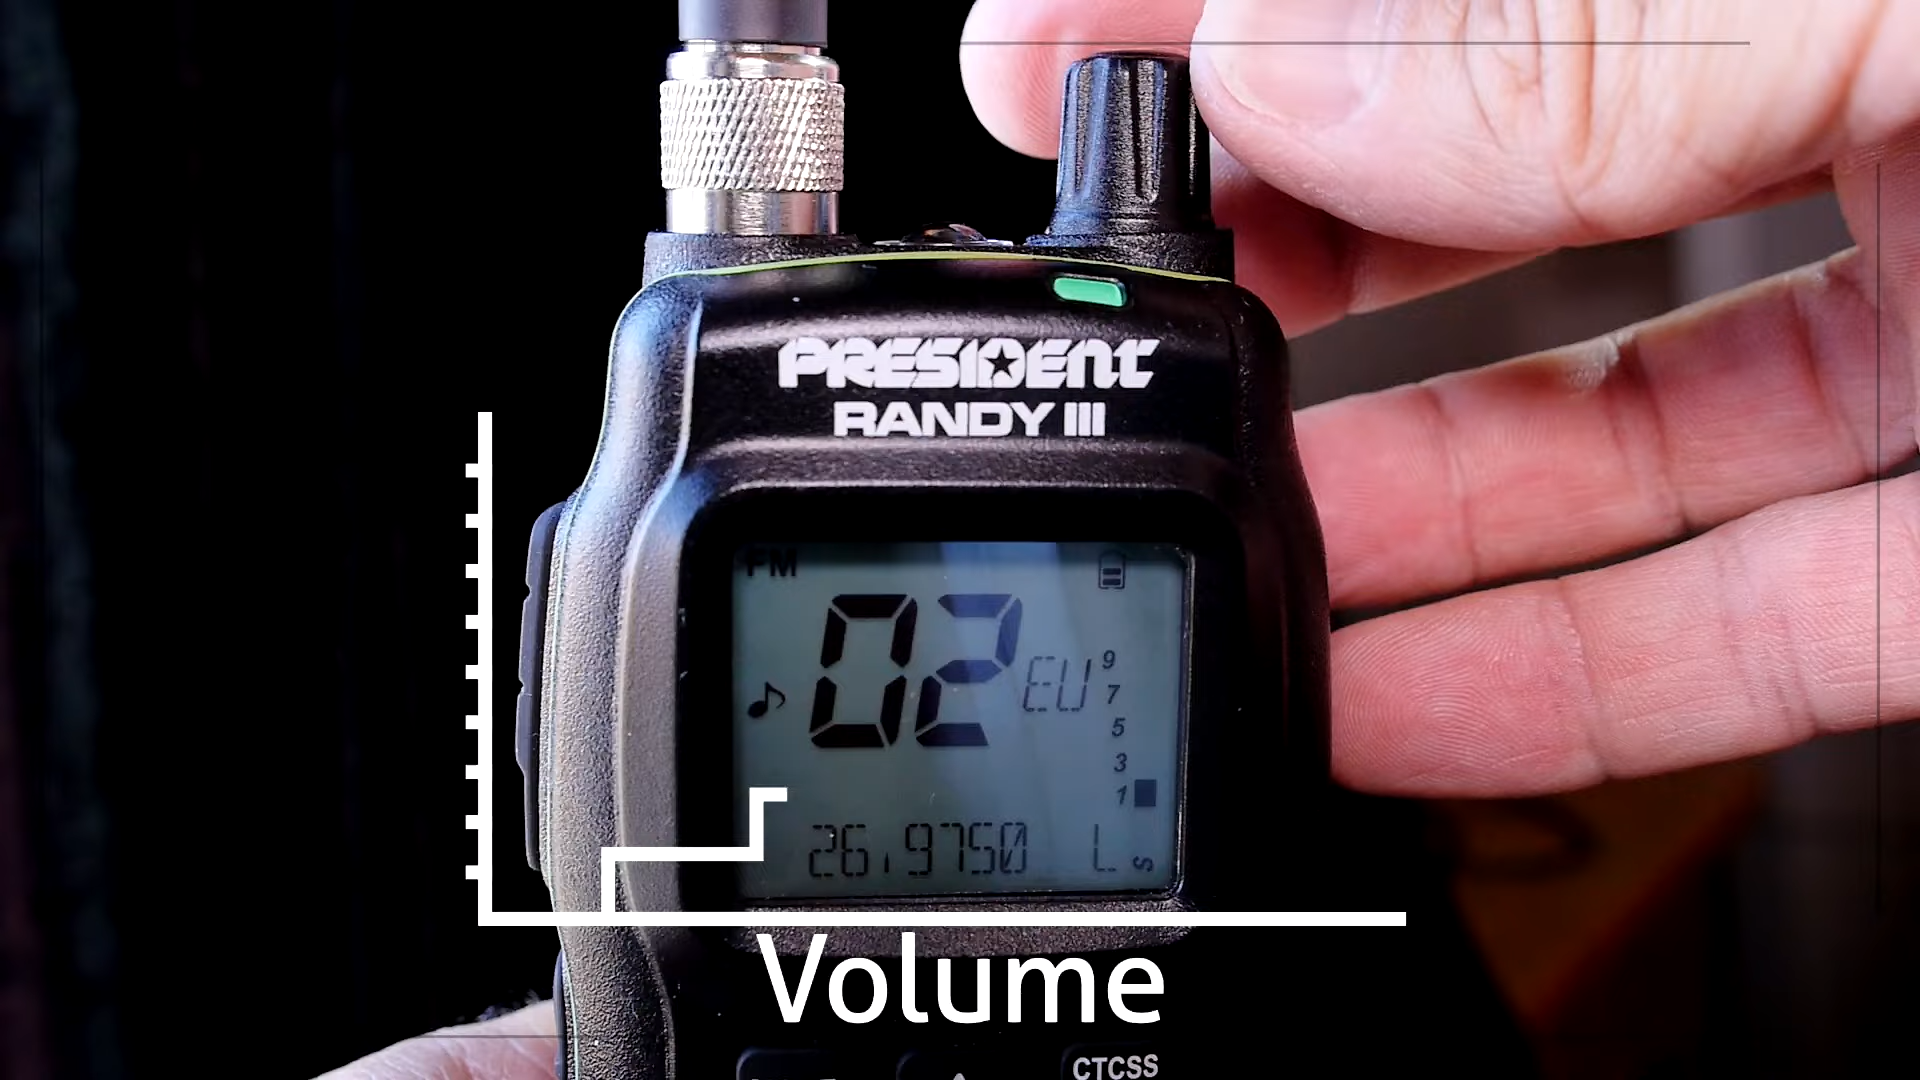 PRESIDENT
RANDY III
FM
02
EU
9
7
5
3
1
26.9750 L S
Volume
CTCSS